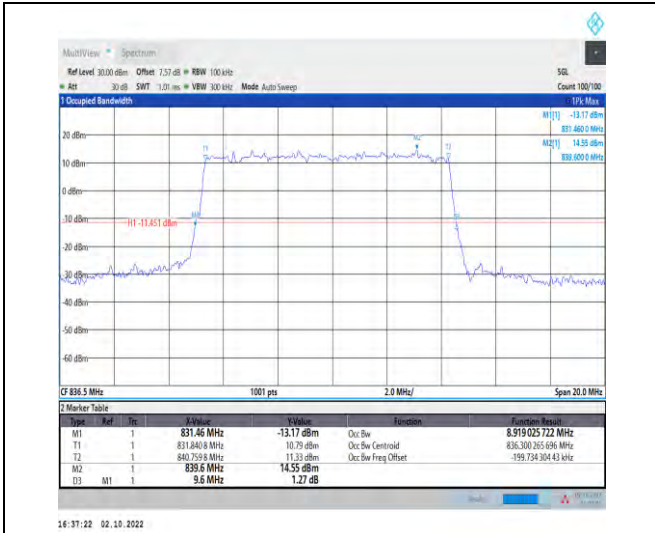 MultiView Spectrum
Ref Level 30.00 dBm Offset 7.57 dB RBW 100 kHz SGL
Att 30 dB SWT 1.01 ms VBW 300 kHz Mode Auto Sweep Count 100/100
1 Occupied Bandwidth 1Pk Max
M1[1] -13.17 dBm
831.460 0 MHz
M2[1] 14.55 dBm
20 dBm
T1 M2 T2
10 dBm
0 dBm
-10 dBm
H1 -11.451 dBm
-20 dBm
-30 dBm
-40 dBm
-50 dBm
-60 dBm
CF 836.5 MHz 1001 pts 2.0 MHz/ Span 20.0 MHz
2 Marker Table
Type Ref Trc X-Value Y-Value Function Function Result
M1 1 831.46 MHz -13.17 dBm Occ Bw 8.919 025 722 MHz
T1 1 831.840 8 MHz 10.79 dBm Occ Bw Centroid 836.300 265 696 MHz
T2 1 840.759 8 MHz 11.33 dBm Occ Bw Freq Offset -199.734 304 43 kHz
M2 1 839.6 MHz 14.55 dBm
D3 M1 1 9.6 MHz 1.27 dB
16:37:22 02.10.2022